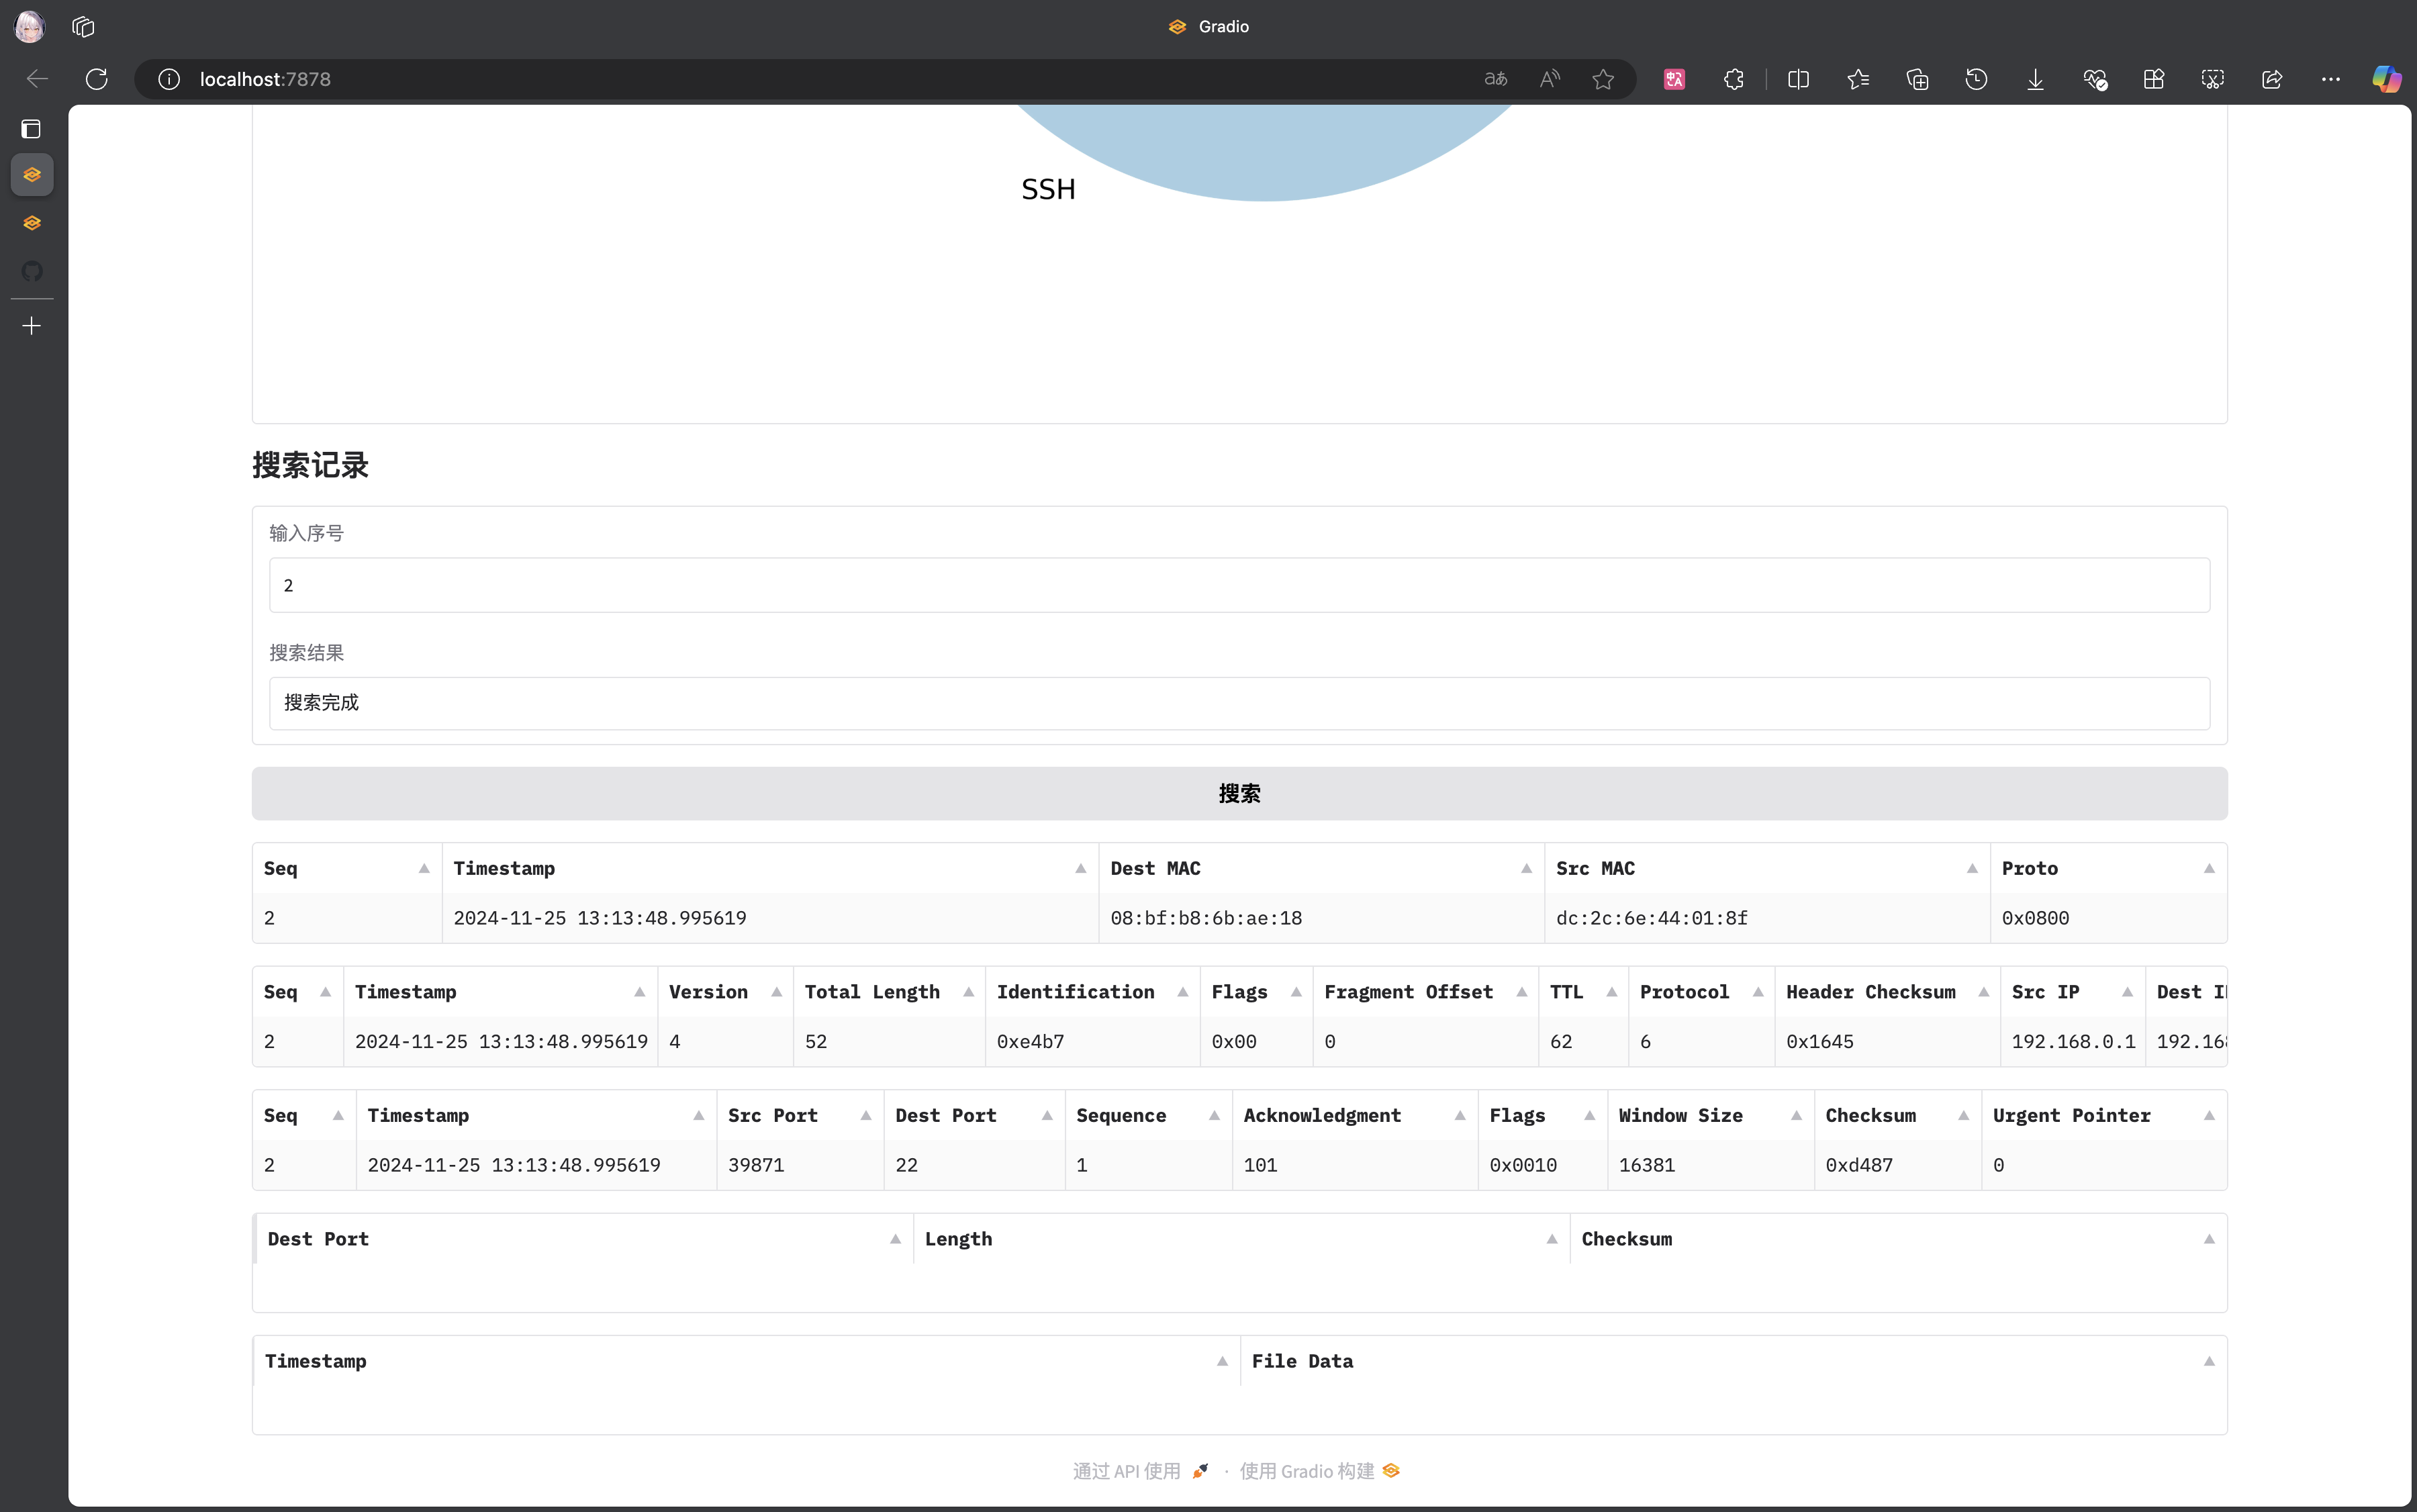 Gradio
localhost:7878
SSH
搜索记录
输入序号
2
搜索结果
搜索完成
搜索
Seq Timestamp Dest MAC Src MAC Proto
2 2024-11-25 13:13:48.995619 08:bf:b8:6b:ae:18 dc:2c:6e:44:01:8f 0x0800
Seq Timestamp Version Total Length Identification Flags Fragment Offset TTL Protocol Header Checksum Src IP Dest
2 2024-11-25 13:13:48.995619 4 52 0xe4b7 0x00 0 62 6 0x1645 192.168.0.1
Seq Timestamp Src Port Dest Port Sequence Acknowledgment Flags Window Size Checksum Urgent Pointer
2 2024-11-25 13:13:48.995619 39871 22 1 101 0x0010 16381 0xd487 0
Dest Port Length Checksum
Timestamp File Data
通过 API 使用 · 使用 Gradio 构建